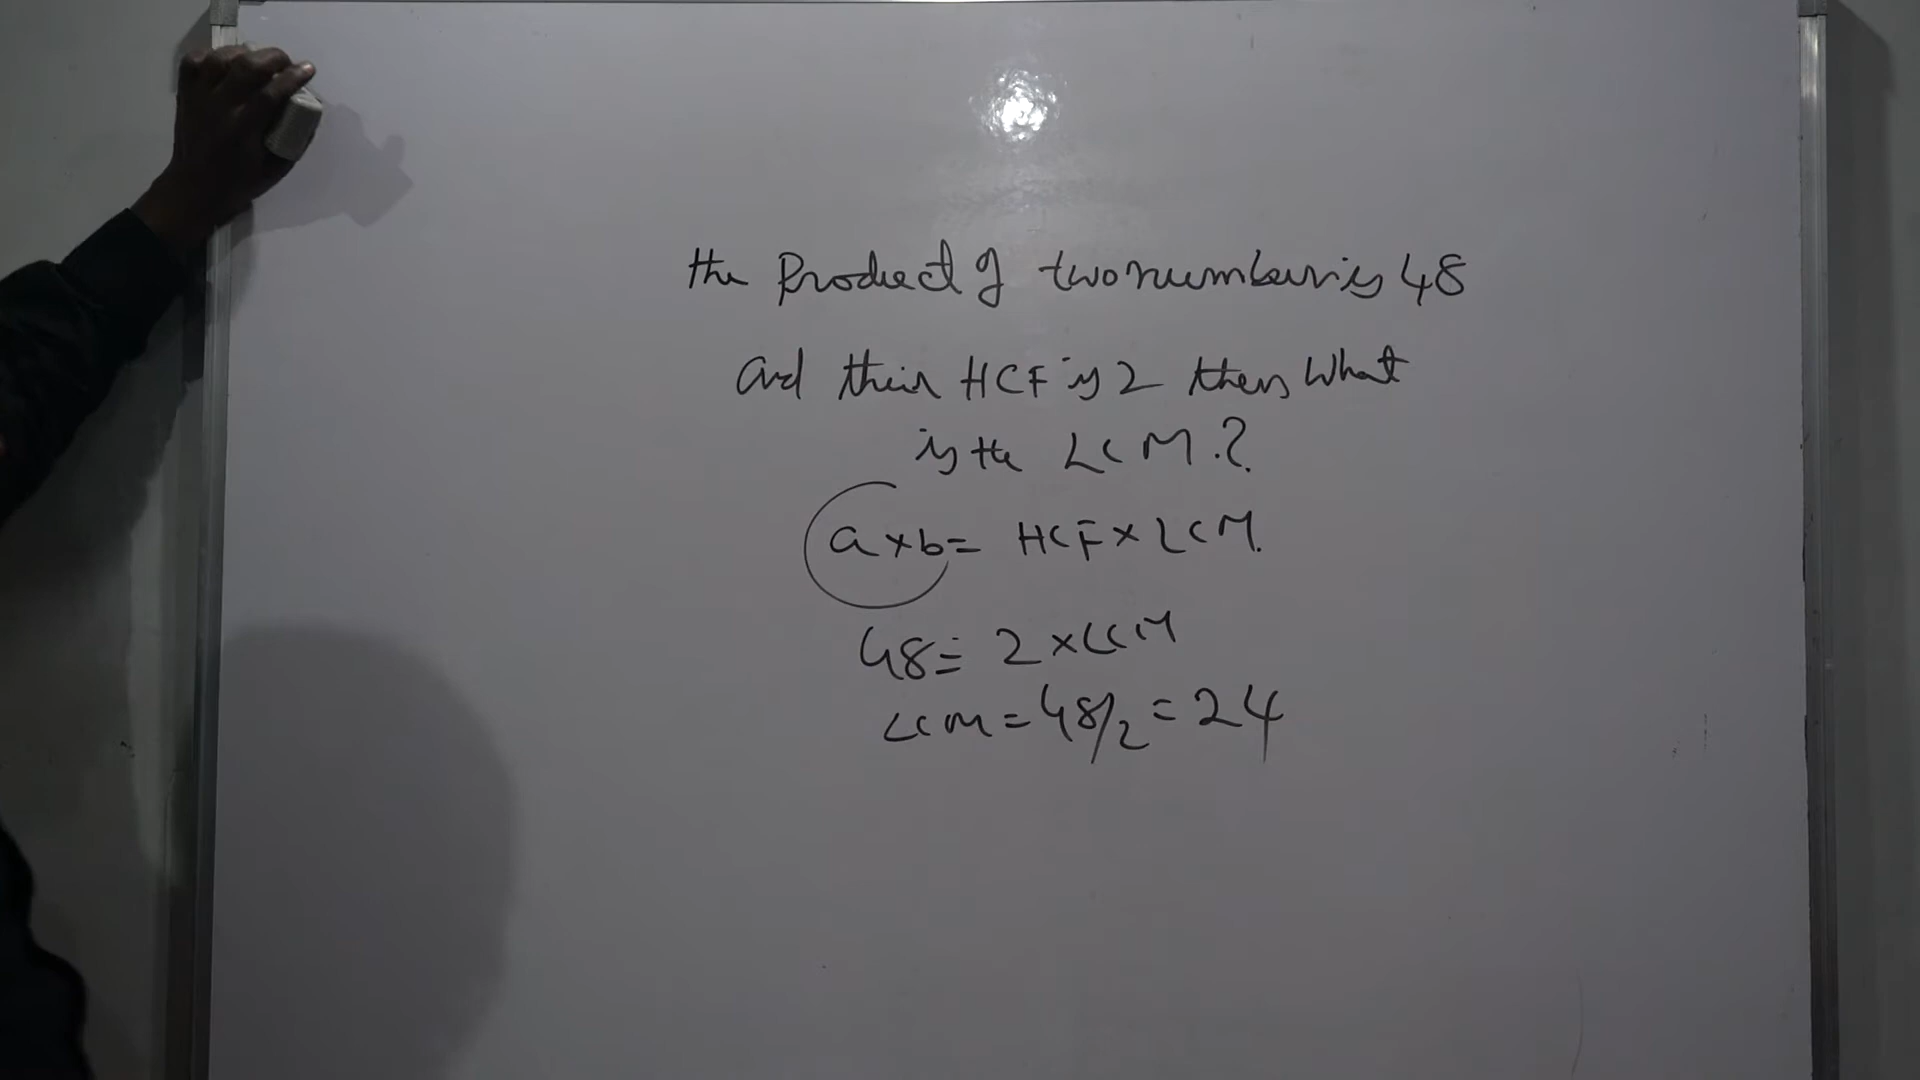 the Product of two number is 48
and their HCF is 2 then what
is the LCM.?
a×b= HCF×LCM.
48= 2×LCM
LCM=48/2=24